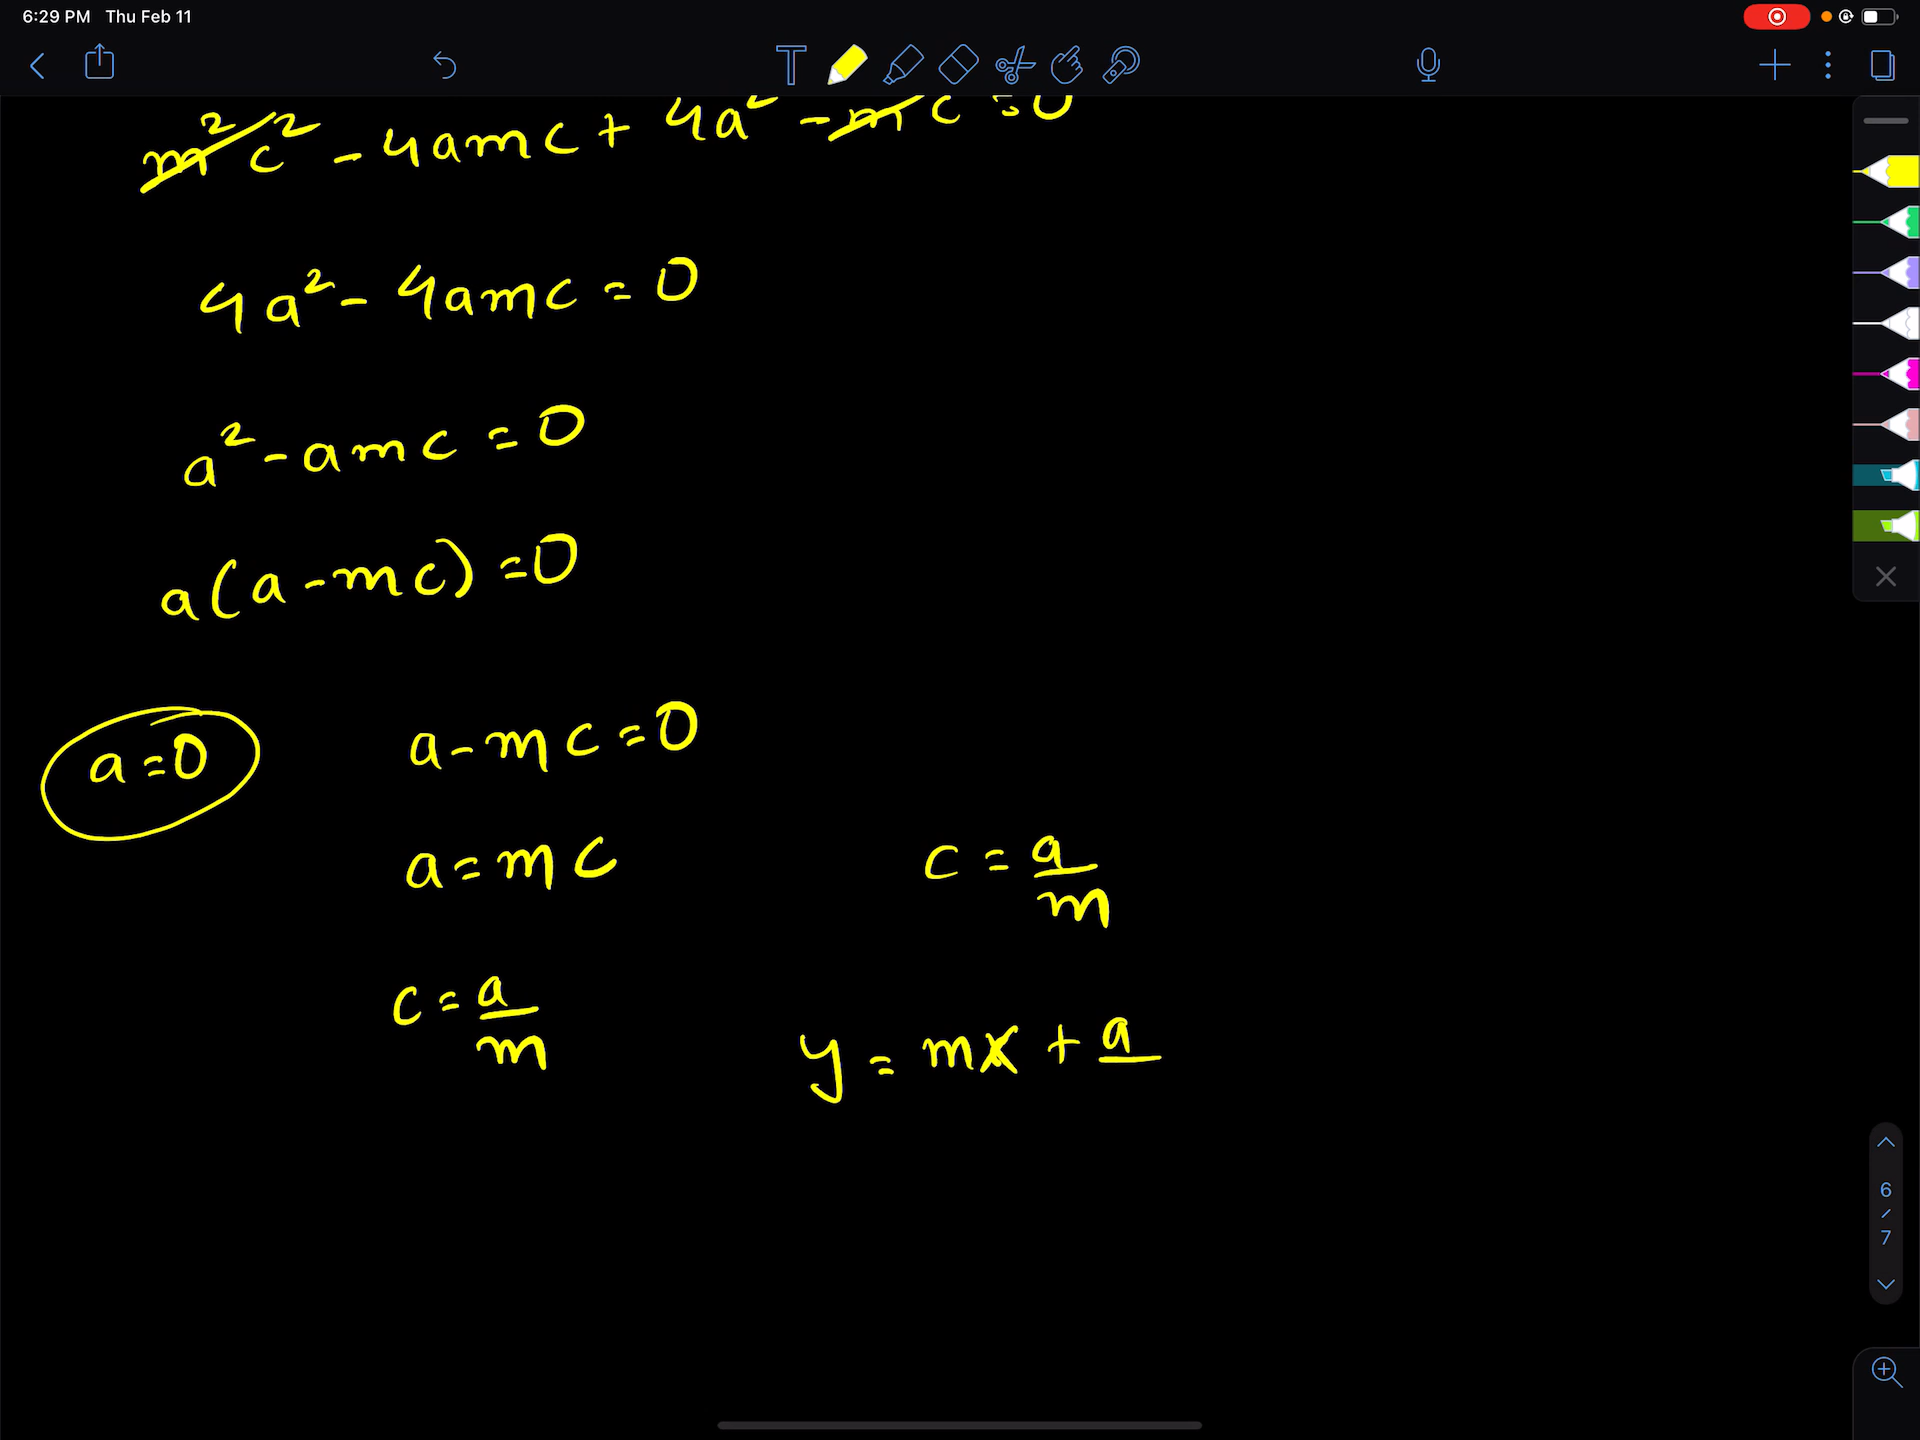 6:29 PM Thu Feb 11
m²c² - 4amc + 4a² - m c = 0
4a² - 4amc = 0
a² - amc = 0
a(a - mc) = 0
a = 0
a - mc = 0
a = mc
c = a/m
c = a/m
y = mx + a
6
/
7